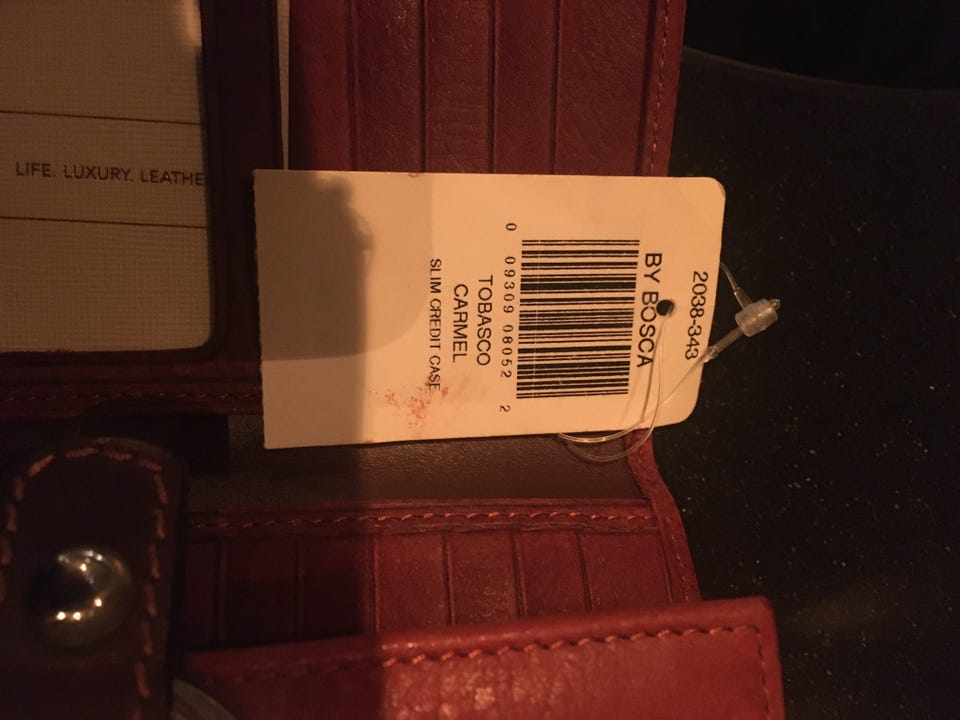 LIFE. LUXURY. LEATHE
2038-343
BY BOSCA
0 09309 08052 2
TOBASCO
CARMEL
SLIM CREDIT CASE